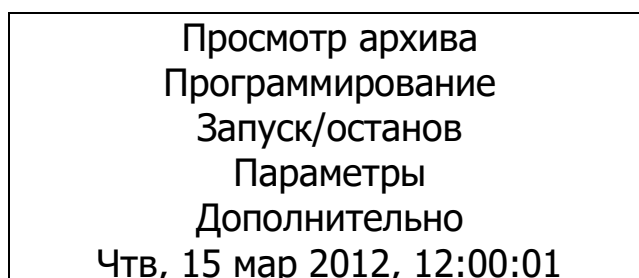 Просмотр архива
Программирование
Запуск/останов
Параметры
Дополнительно
Чтв, 15 мар 2012, 12:00:01